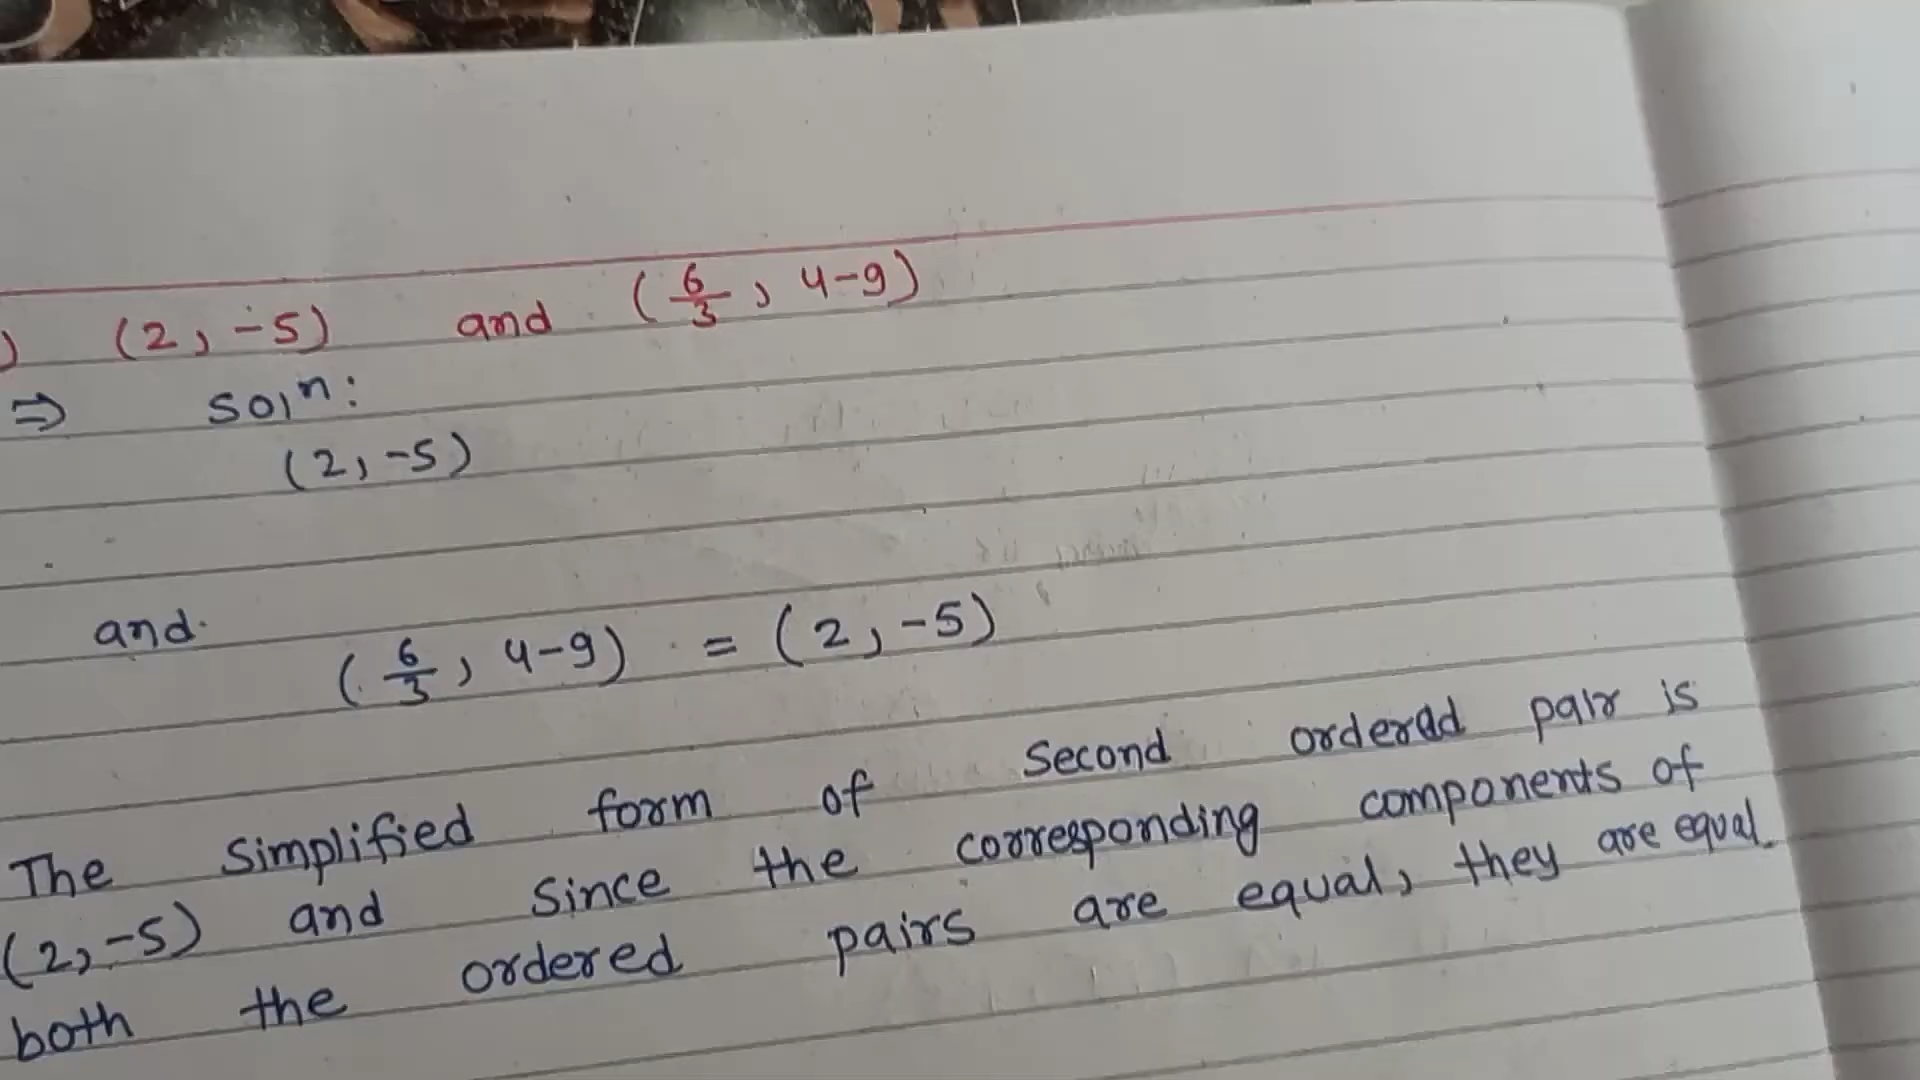 ) (2, -5) and (6/3, 4-9)
⇒ Soln:
(2, -5)
and.
(6/3, 4-9) = (2, -5)
The simplified form of second ordered pair is
(2, -5) and since the corresponding components of
both the ordered pairs are equal, they are equal.